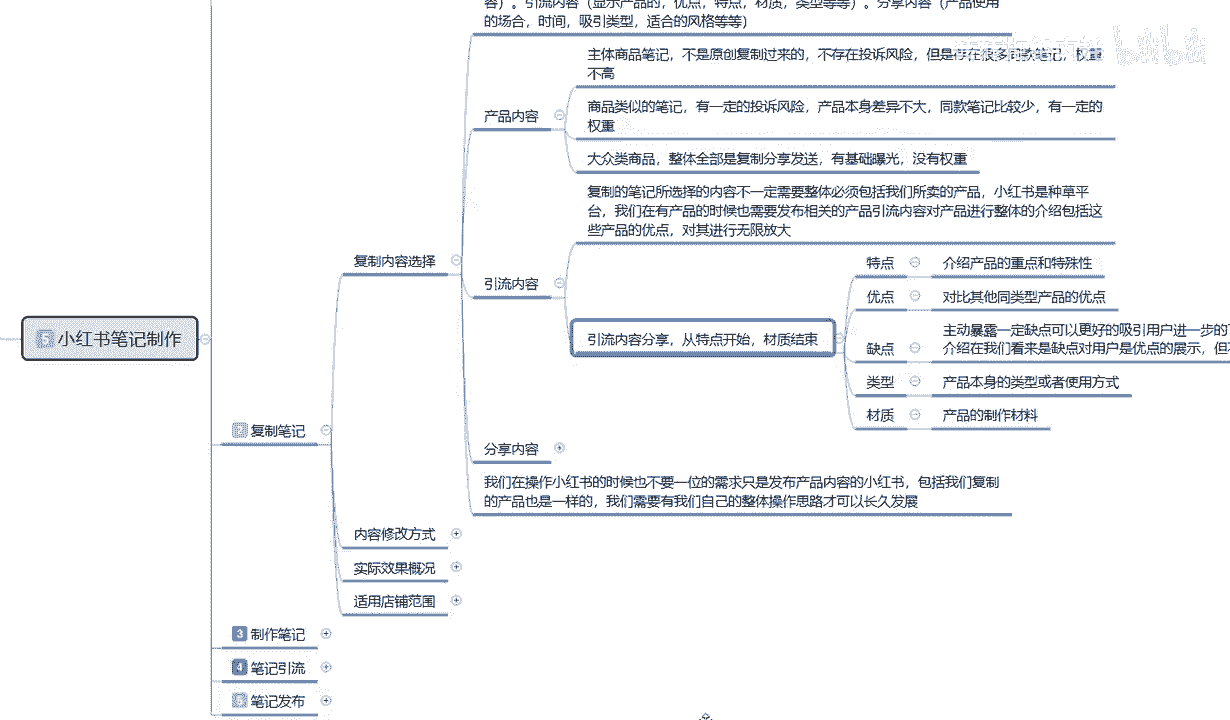 容）。引流内容（显示产品的，优点，特点，材质，类型等等）。分享内容（产品使用
的场合，时间，吸引类型，适合的风格等等）
主体商品笔记，不是原创复制过来的，不存在投诉风险，但是存在很多同款笔记，权重
不高
产品内容
商品类似的笔记，有一定的投诉风险，产品本身差异不大，同款笔记比较少，有一定的
权重
大众类商品，整体全部是复制分享发送，有基础曝光，没有权重
复制的笔记所选择的内容不一定需要整体必须包括我们所卖的产品，小红书是种草平
台，我们在有产品的时候也需要发布相关的产品引流内容对产品进行整体的介绍包括这
些产品的优点，对其进行无限放大
复制内容选择
引流内容
特点
介绍产品的重点和特殊性
优点
对比其他同类型产品的优点
引流内容分享，从特点开始，材质结束
主动暴露一定缺点可以更好的吸引用户进一步的
缺点
介绍在我们看来是缺点对用户是优点的展示，但
类型
产品本身的类型或者使用方式
材质
产品的制作材料
5 小红书笔记制作
2 复制笔记
分享内容
我们在操作小红书的时候也不要一位的需求只是发布产品内容的小红书，包括我们复制
的产品也是一样的，我们需要有我们自己的整体操作思路才可以长久发展
内容修改方式
实际效果概况
适用店铺范围
3 制作笔记
4 笔记引流
5 笔记发布
bilibili